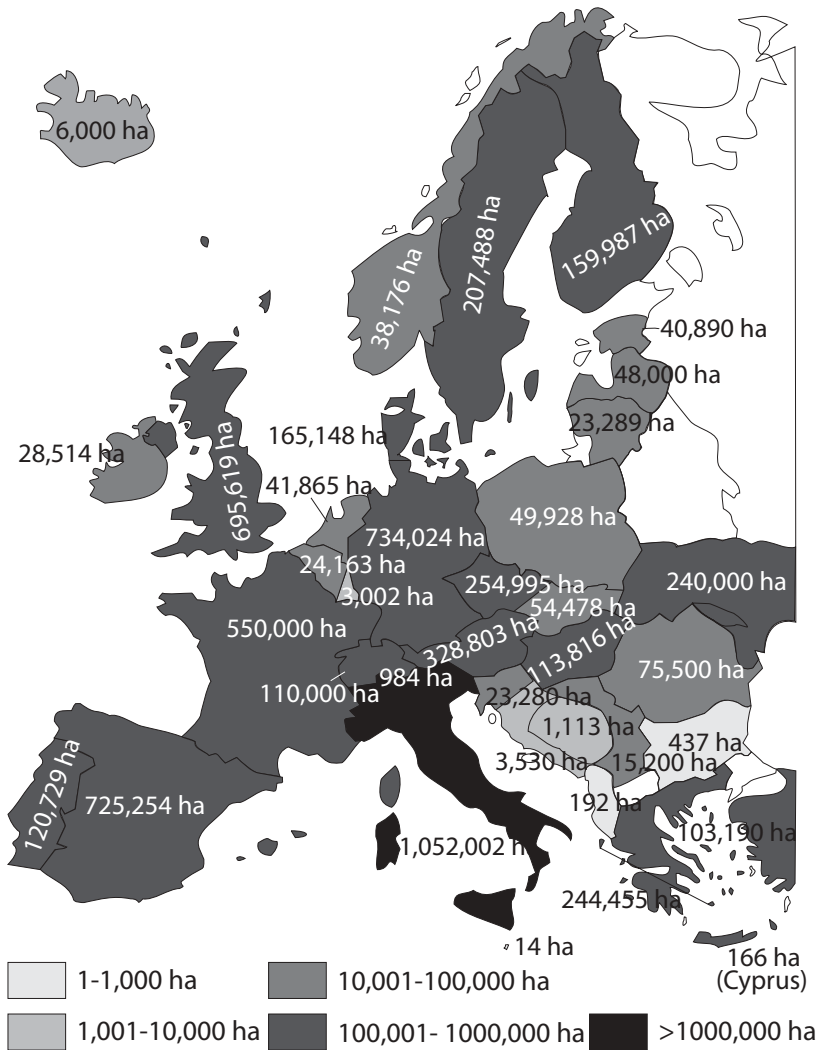 6,000 ha
207,488 ha
159,987 ha
38,176 ha
40,890 ha
48,000 ha
23,289 ha
165,148 ha
28,514 ha
695,619 ha
41,865 ha
49,928 ha
734,024 ha
24,163 ha
254,995 ha
240,000 ha
3,002 ha
54,478 ha
550,000 ha
328,803 ha
113,816 ha
75,500 ha
984 ha
110,000 ha
23,280 ha
1,113 ha
437 ha
3,530 ha
15,200 ha
120,729 ha
725,254 ha
192 ha
103,190 ha
1,052,002 h
244,455 ha
14 ha
166 ha
(Cyprus)
1-1,000 ha
10,001-100,000 ha
1,001-10,000 ha
100,001- 1000,000 ha
>1000,000 ha